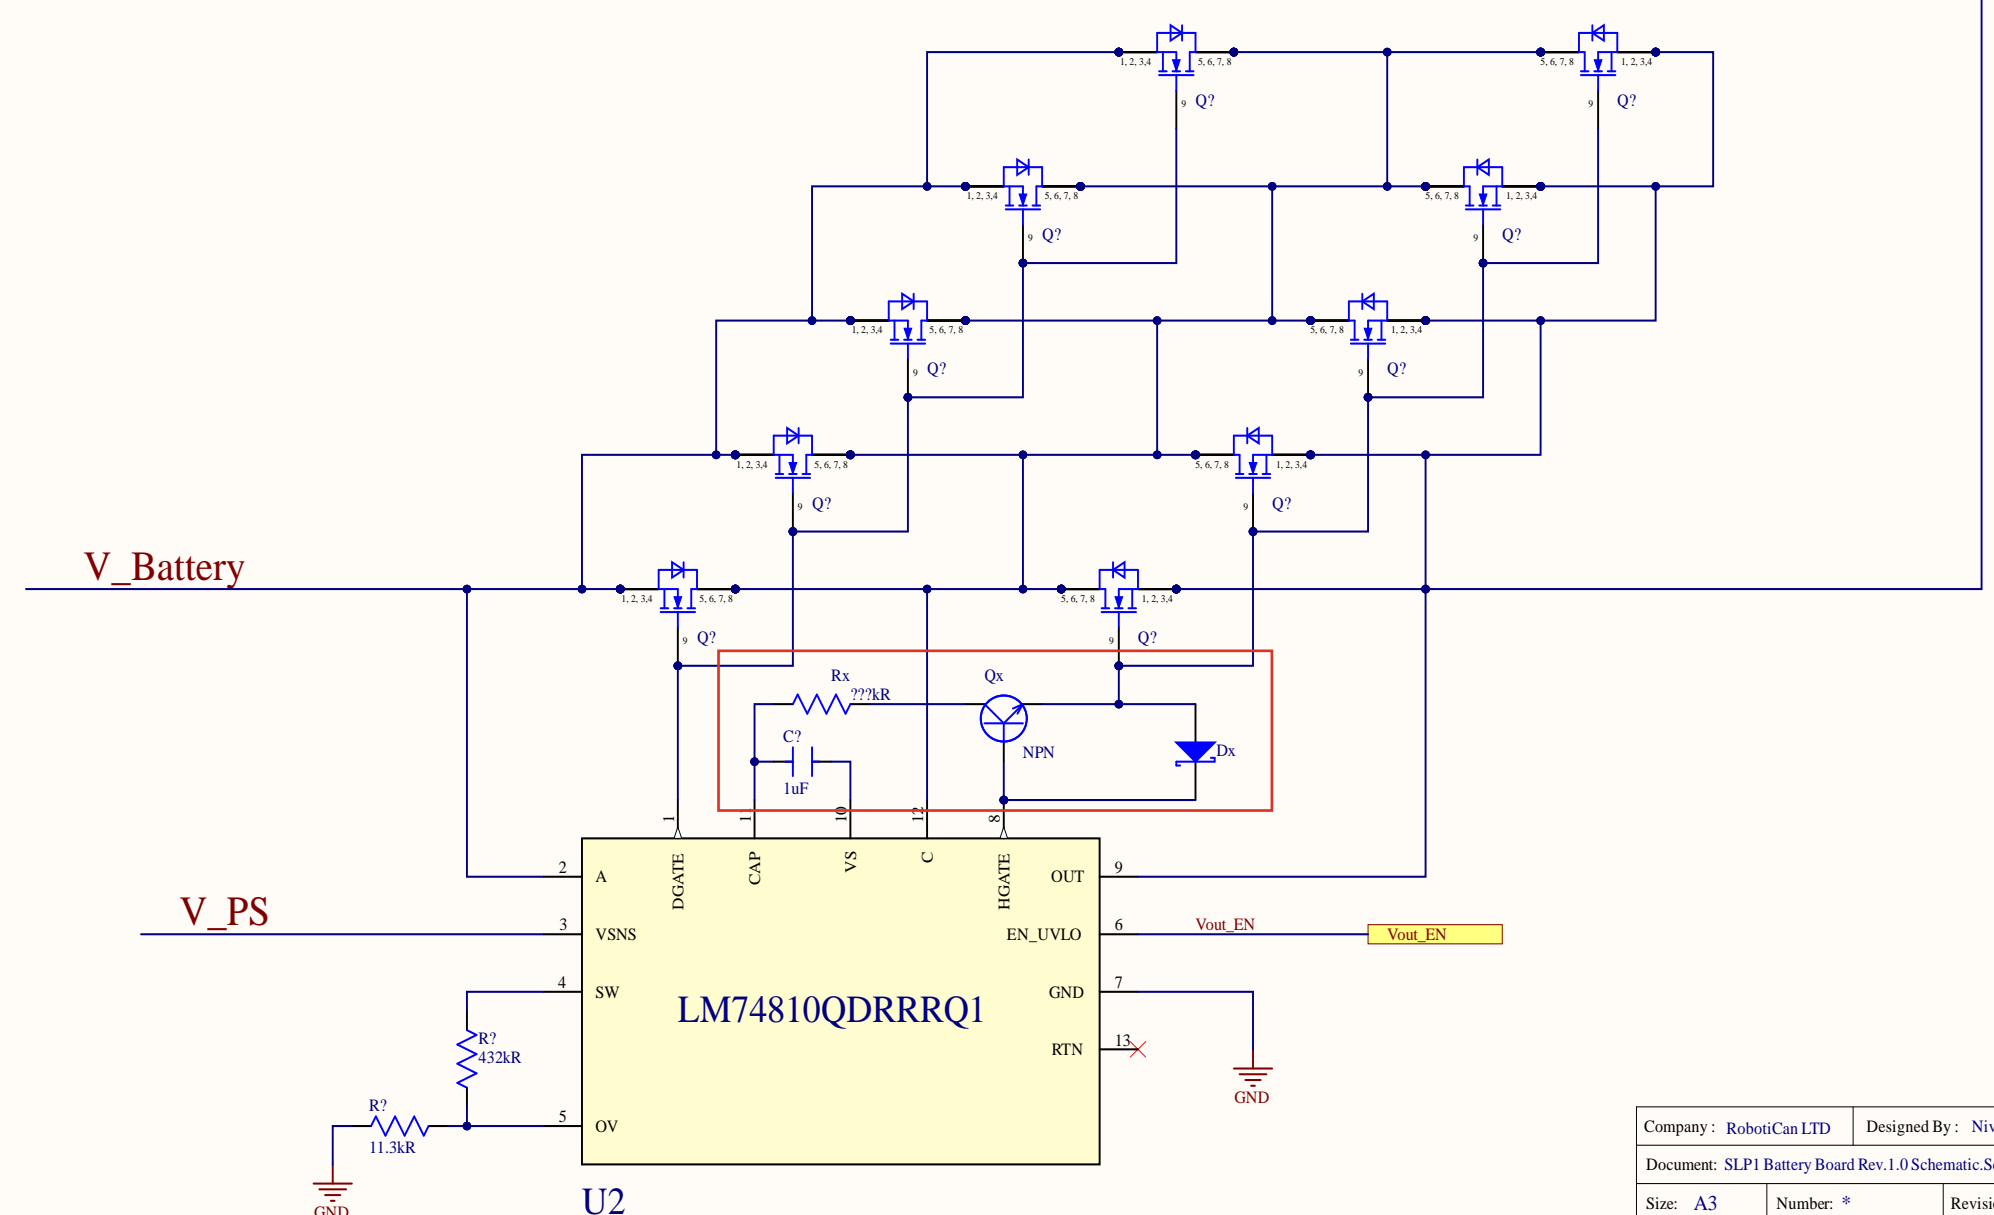 1, 2, 3,4 5, 6, 7, 8 5, 6, 7, 8 1, 2, 3,4
9 Q? 9 Q?
1, 2, 3,4 5, 6, 7, 8 5, 6, 7, 8 1, 2, 3,4
9 Q? 9 Q?
1, 2, 3,4 5, 6, 7, 8 5, 6, 7, 8 1, 2, 3,4
9 Q? 9 Q?
1, 2, 3,4 5, 6, 7, 8 5, 6, 7, 8 1, 2, 3,4
9 Q? 9 Q?
V_Battery
1, 2, 3,4 5, 6, 7, 8 5, 6, 7, 8 1, 2, 3,4
9 Q? 9 Q?
Rx
???kR
Qx
NPN
C?
1uF
Dx
1 11 10 12 8
DGATE CAP VS C HGATE
2 A OUT 9
V_PS
3 VSNS EN_UVLO 6 Vout_EN Vout_EN
4 SW GND 7
LM74810QDRRRQ1
RTN 13
R?
432kR
GND
R?
11.3kR
5 OV
GND
U2
Company : RobotiCan LTD Designed By : Niv
Document: SLP1 Battery Board Rev.1.0 Schematic.S
Size: A3 Number: * Revisi